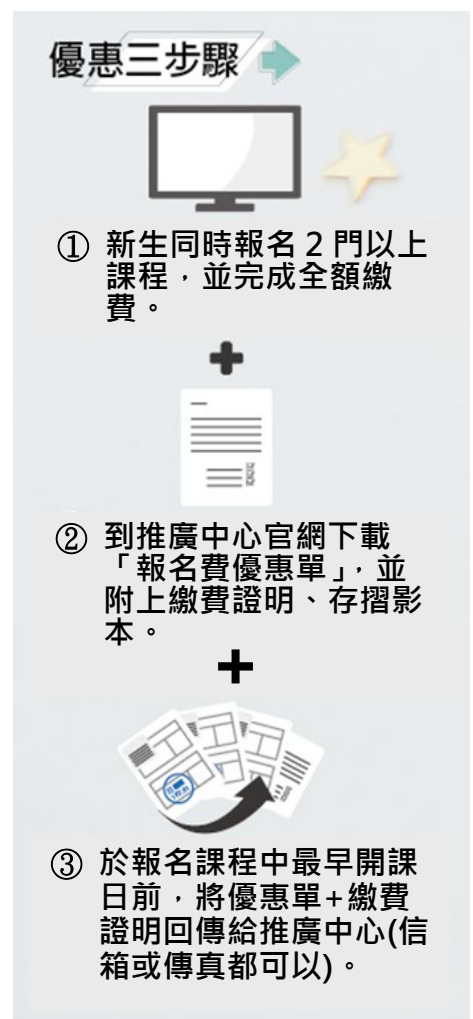 優惠三步驟
① 新生同時報名2門以上
課程，並完成全額繳
費。
② 到推廣中心官網下載
「報名費優惠單」，並
附上繳費證明、存摺影
本。
③ 於報名課程中最早開課
日前，將優惠單+繳費
證明回傳給推廣中心(信
箱或傳真都可以)。